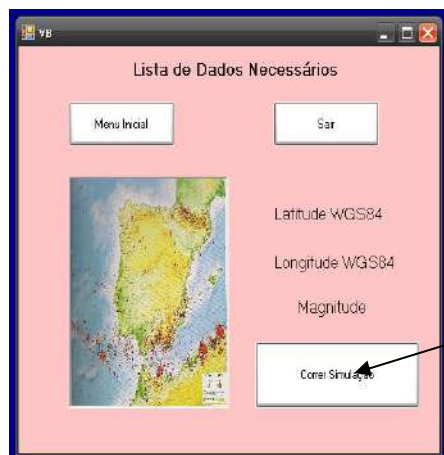 VB
Lista de Dados Necessários
Menu Inicial
Sair
Latitude WGS84
Longitude WGS84
Magnitude
Correr Simulação